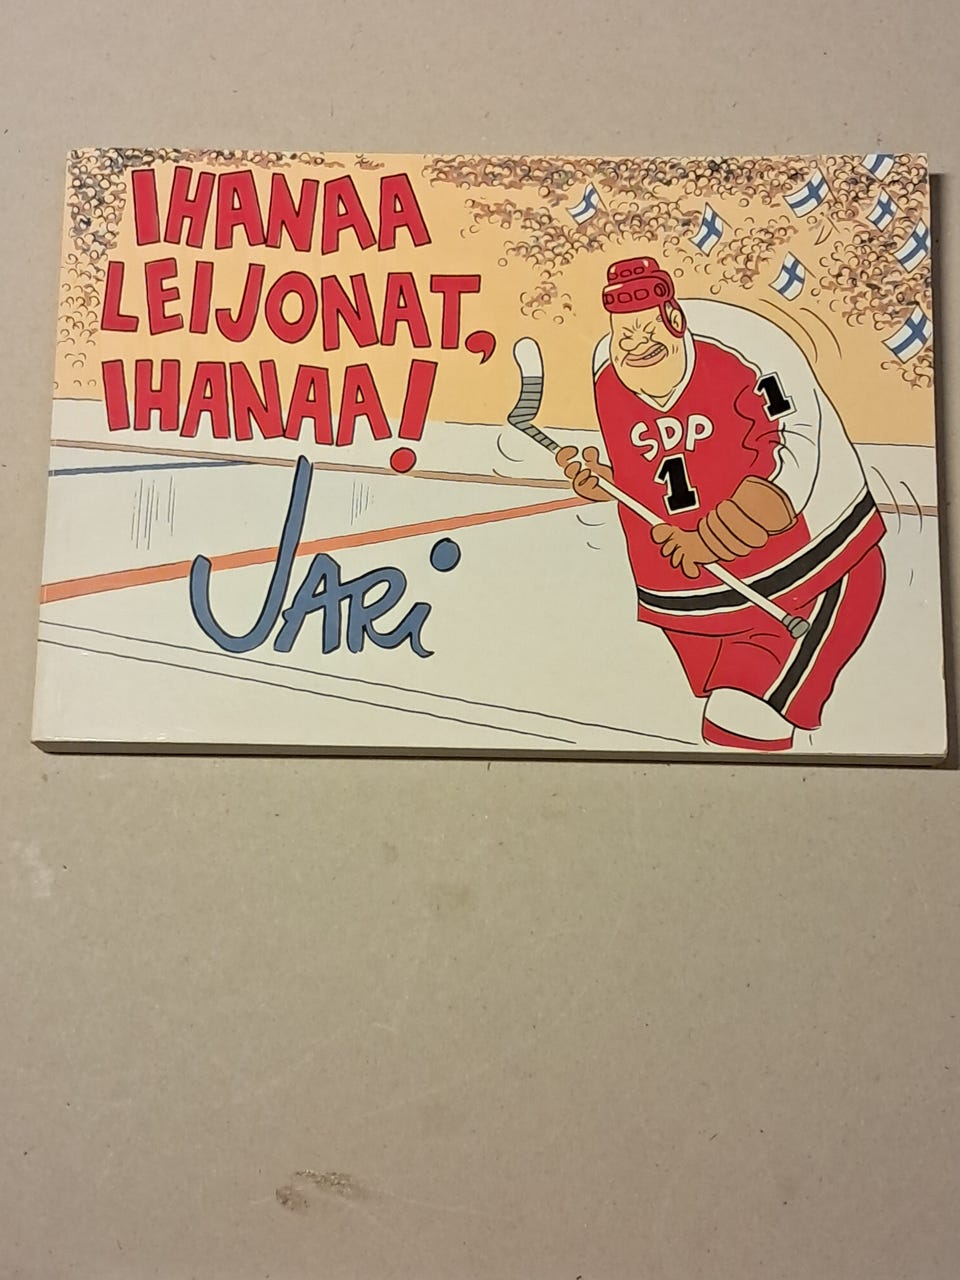 IHANAA
LEIJONAT,
IHANAA!
JARi
SDP
1
1